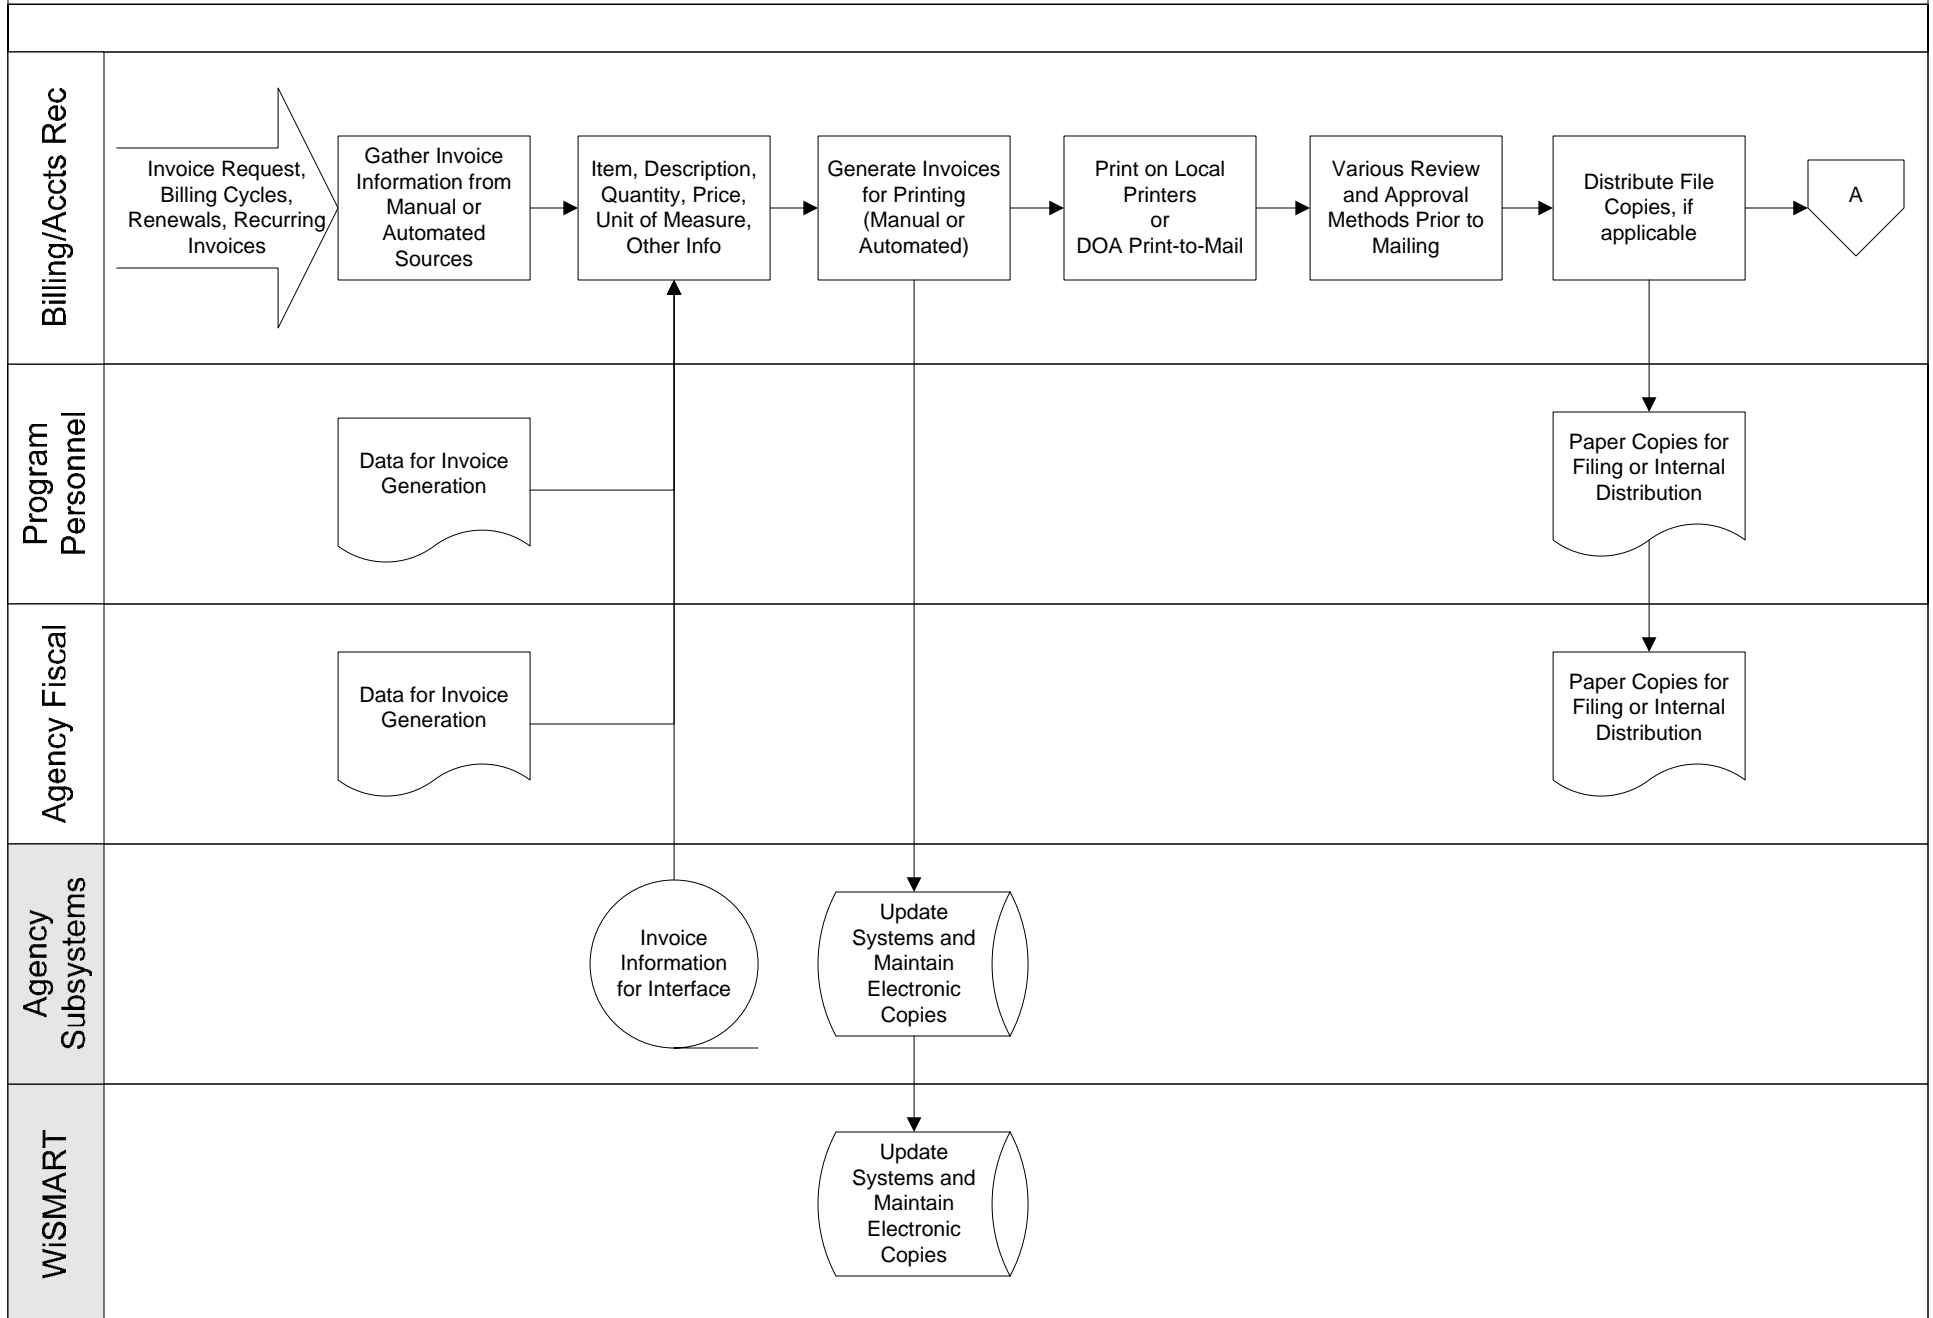 Billing/Accts Rec
Invoice Request,
Billing Cycles,
Renewals, Recurring
Invoices
Gather Invoice
Information from
Manual or
Automated
Sources
Item, Description,
Quantity, Price,
Unit of Measure,
Other Info
Generate Invoices
for Printing
(Manual or
Automated)
Print on Local
Printers
or
DOA Print-to-Mail
Various Review
and Approval
Methods Prior to
Mailing
Distribute File
Copies, if
applicable
A
Program
Personnel
Data for Invoice
Generation
Paper Copies for
Filing or Internal
Distribution
Agency Fiscal
Data for Invoice
Generation
Paper Copies for
Filing or Internal
Distribution
Agency
Subsystems
Invoice
Information
for Interface
Update
Systems and
Maintain
Electronic
Copies
WiSMART
Update
Systems and
Maintain
Electronic
Copies